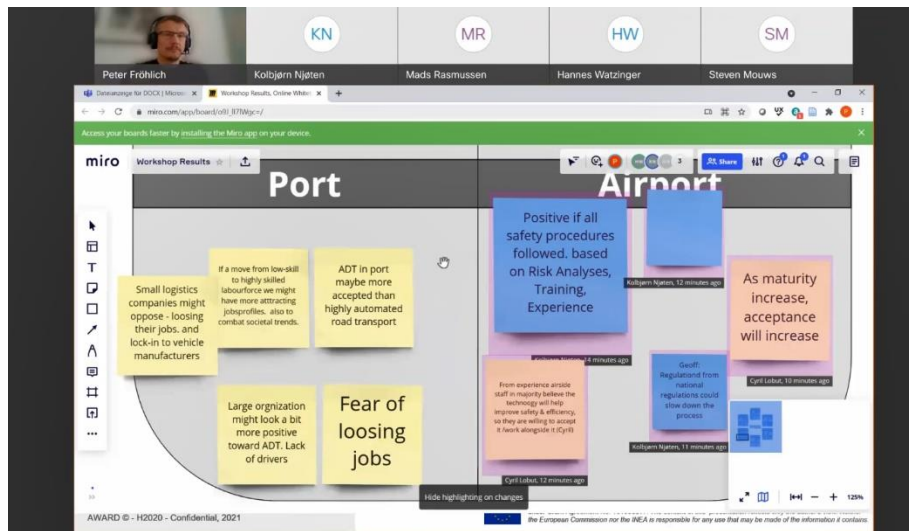 KN
MR
HW
SM
Peter Fröhlich
Kolbjørn Njøten
Mads Rasmussen
Hannes Watzinger
Steven Mouws
Workshop Results, Online White
Access your boards faster by installing the Miro app on your device.
miro
Workshop Results
3
Share
Port
Airport
Small logistics
companies might
oppose - loosing
their jobs. and
lock-in to vehicle
manufacturers
If a move from low-skill
to highly skilled
labourforce we might
have more atttracting
jobsprofiles. also to
combat societal trends.
ADT in port
maybe more
accepted than
highly automated
road transport
Large orgnization
might look a bit
more positive
toward ADT. Lack
of drivers
Fear of
loosing
jobs
Positive if all
safety procedures
followed. based
on Risk Analyses,
Training,
Experience
Kolbjørn Njøten, 14 minutes ago
Kolbjørn Njøten, 12 minutes ago
As maturity
increase,
acceptance
will increase
Cyril Lobut, 10 minutes ago
From experience airside
staff in majority believe the
technoogy will help
improve safety & efficiency,
so they are willing to accept
it /work alongside it (Cyril)
Cyril Lobut, 12 minutes ago
Geoff:
Regulationd from
national
regulations could
slow down the
process
Kolbjørn Njøten, 11 minutes ago
Hide highlighting on changes
125%
AWARD © - H2020 - Confidential, 2021
the European Commission nor the INEA is responsible for any use that may be made of the information it contains.